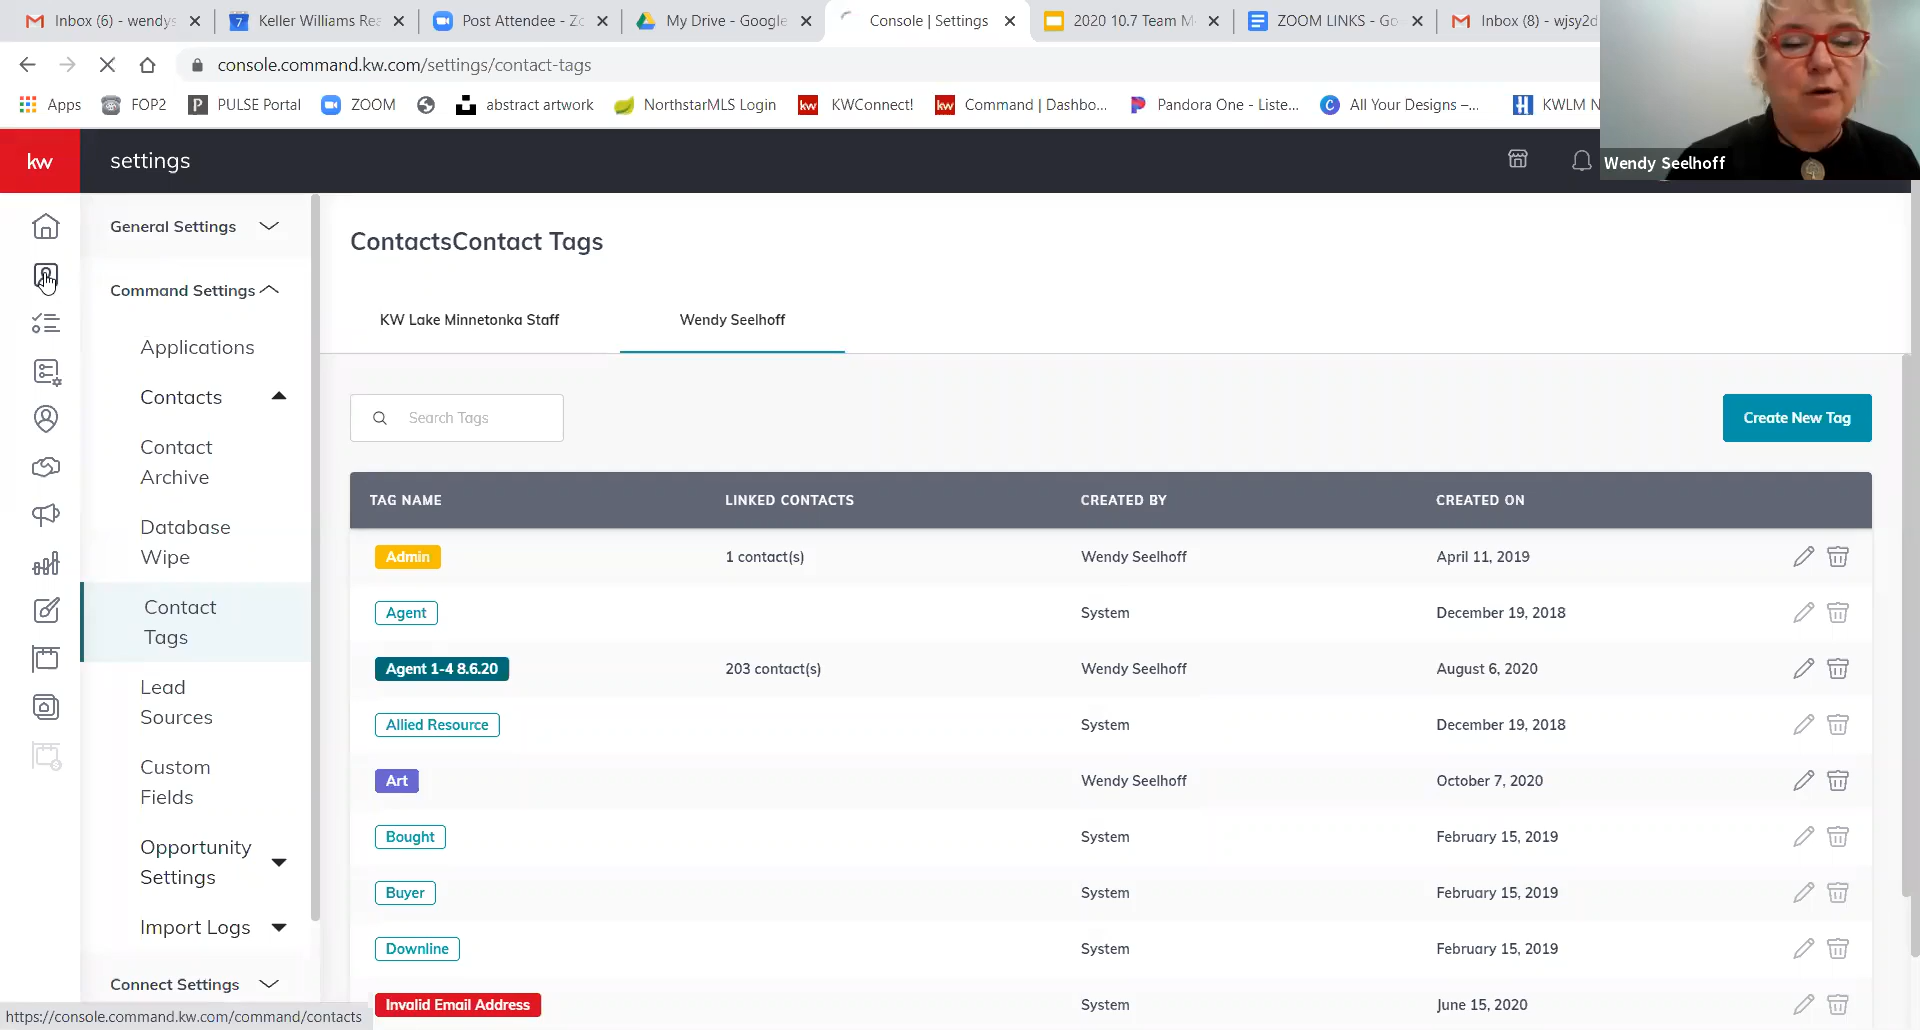 Inbox (6) - wendys
Keller Williams Rea
Post Attendee - Zo
My Drive - Google
Console | Settings
2020 10.7 Team M
ZOOM LINKS - Go
Inbox (8) - wjsy2d
console.command.kw.com/settings/contact-tags
Apps
FOP2
P
PULSE Portal
ZOOM
abstract artwork
NorthstarMLS Login
kw
KWConnect!
kw
Command | Dashbo...
Pandora One - Liste...
All Your Designs –...
KWLM N
Wendy Seelhoff
kw
settings
General Settings
Command Settings
Applications
Contacts
Contact
Archive
Database
Wipe
Contact
Tags
Lead
Sources
Custom
Fields
Opportunity
Settings
Import Logs
Connect Settings
https://console.command.kw.com/command/contacts
ContactsContact Tags
KW Lake Minnetonka Staff
Wendy Seelhoff
Search Tags
Create New Tag
TAG NAME LINKED CONTACTS CREATED BY CREATED ON
Admin 1 contact(s) Wendy Seelhoff April 11, 2019
Agent System December 19, 2018
Agent 1-4 8.6.20 203 contact(s) Wendy Seelhoff August 6, 2020
Allied Resource System December 19, 2018
Art Wendy Seelhoff October 7, 2020
Bought System February 15, 2019
Buyer System February 15, 2019
Downline System February 15, 2019
Invalid Email Address System June 15, 2020